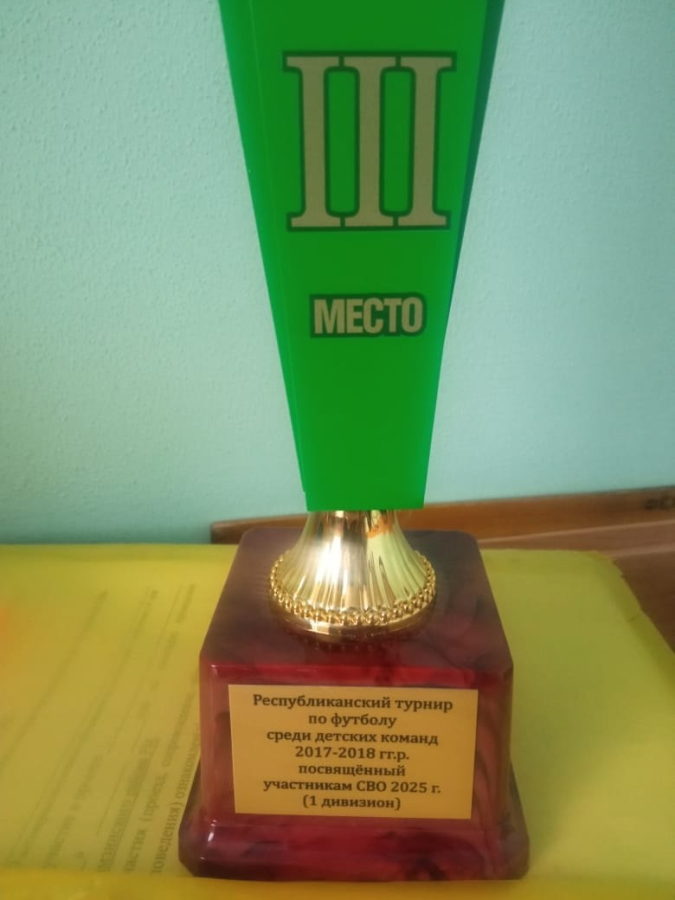 III
МЕСТО
Республиканский турнир
по футболу
среди детских команд
2017-2018 гг.р.
посвящённый
участникам СВО 2025 г.
(1 дивизион)